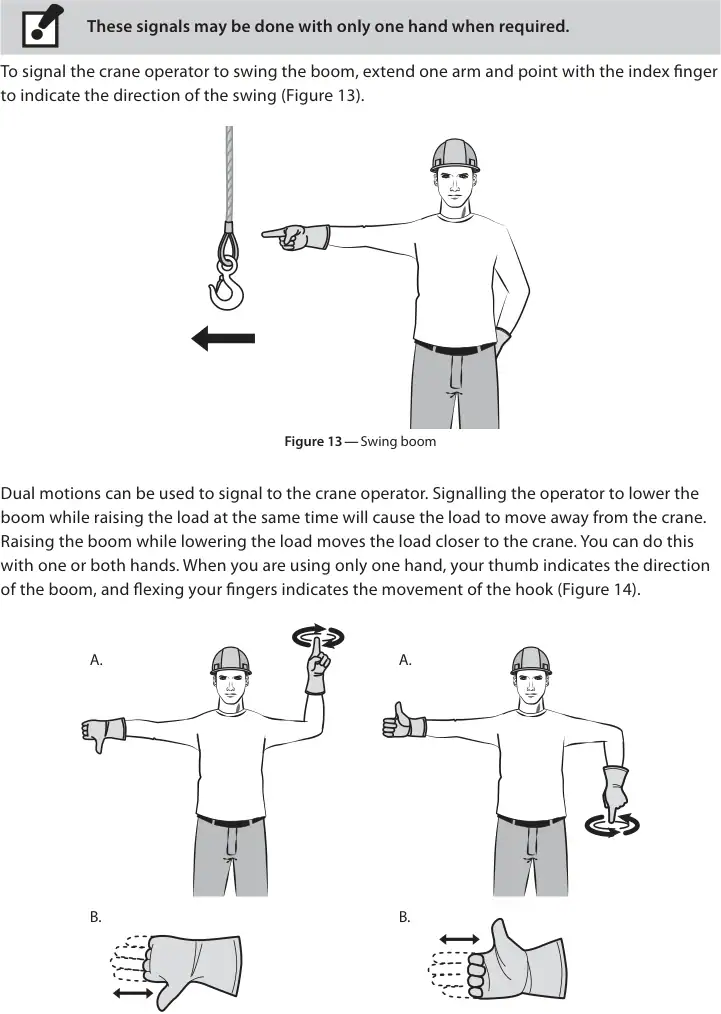 These signals may be done with only one hand when required.
To signal the crane operator to swing the boom, extend one arm and point with the index finger
to indicate the direction of the swing (Figure 13).
Figure 13 — Swing boom
Dual motions can be used to signal to the crane operator. Signalling the operator to lower the
boom while raising the load at the same time will cause the load to move away from the crane.
Raising the boom while lowering the load moves the load closer to the crane. You can do this
with one or both hands. When you are using only one hand, your thumb indicates the direction
of the boom, and flexing your fingers indicates the movement of the hook (Figure 14).
A.
A.
B.
B.